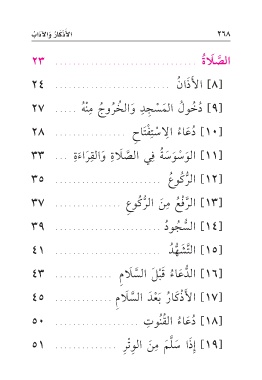 ٢٦٨ الأذكار والآداب
الصَّلَاةُ ................................ ٢٣
[٨] الأَذَانُ ........................... ٢٤
[٩] دُخُولُ المَسْجِدِ وَالخُرُوجُ مِنْهُ ..... ٢٧
[١٠] دُعَاءُ الِاسْتِفْتَاحِ ............... ٢٨
[١١] الوَسْوَسَةُ فِي الصَّلَاةِ وَالقِرَاءَةِ ... ٣٣
[١٢] الرُّكُوعُ ........................ ٣٥
[١٣] الرَّفْعُ مِنَ الرُّكُوعِ ............... ٣٧
[١٤] السُّجُودُ ........................ ٣٩
[١٥] التَّشَهُّدُ ........................ ٤١
[١٦] الدُّعَاءُ قَبْلَ السَّلَامِ ............. ٤٣
[١٧] الأَذْكَارُ بَعْدَ السَّلَامِ ............. ٤٥
[١٨] دُعَاءُ القُنُوتِ ................... ٥٠
[١٩] إِذَا سَلَّمَ مِنَ الوِتْرِ .............. ٥١